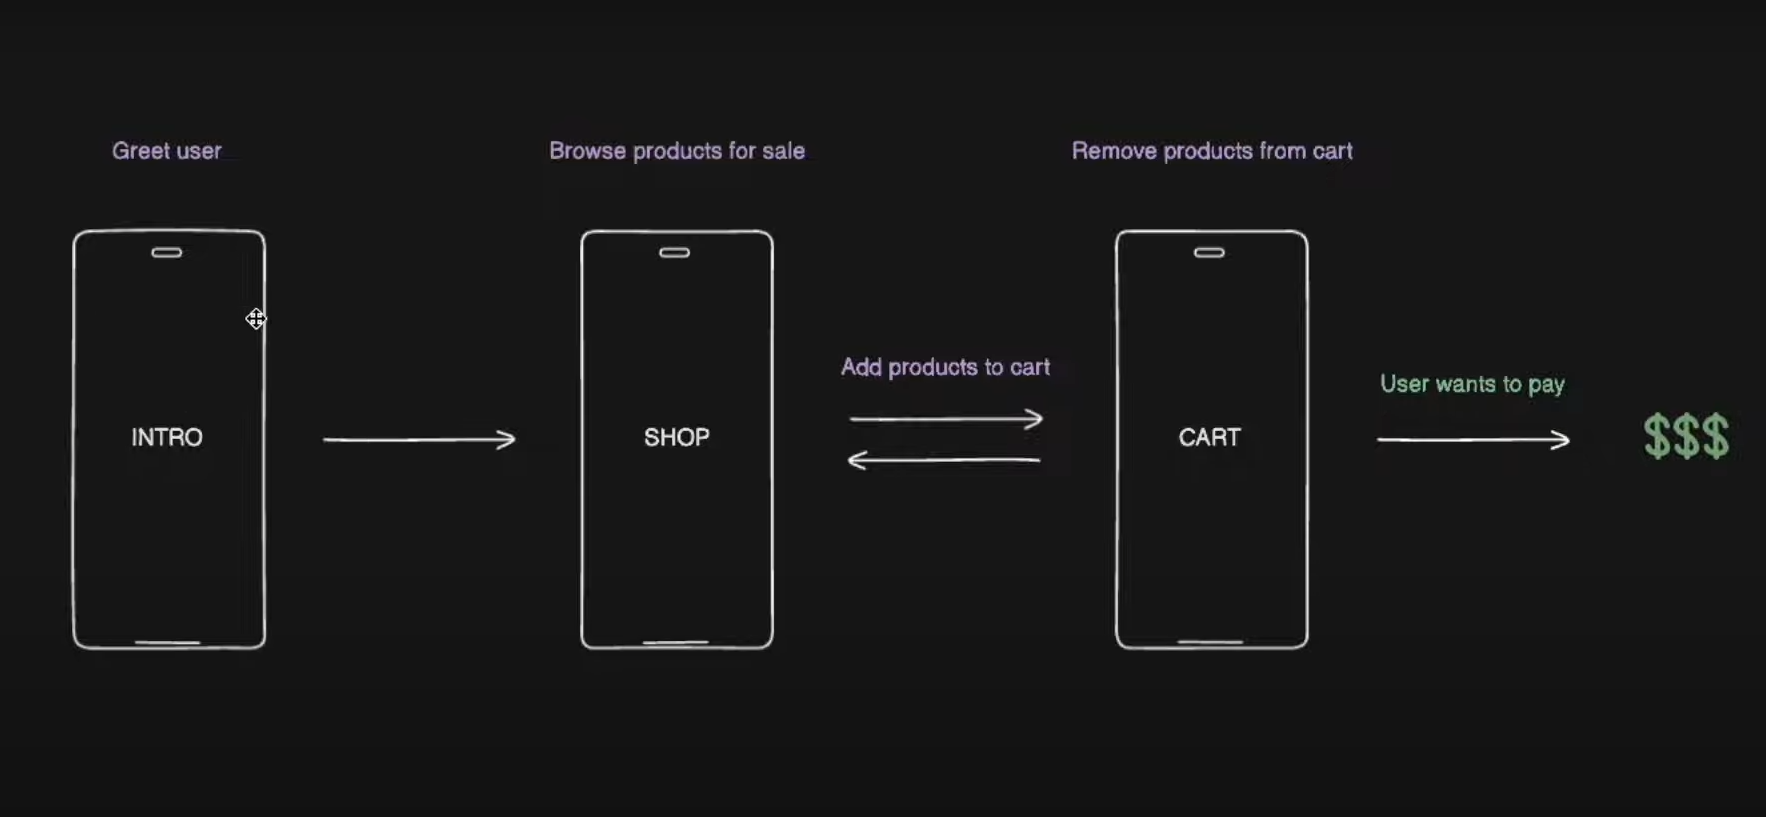 Greet user
Browse products for sale
Remove products from cart
INTRO
SHOP
Add products to cart
CART
User wants to pay
$$$